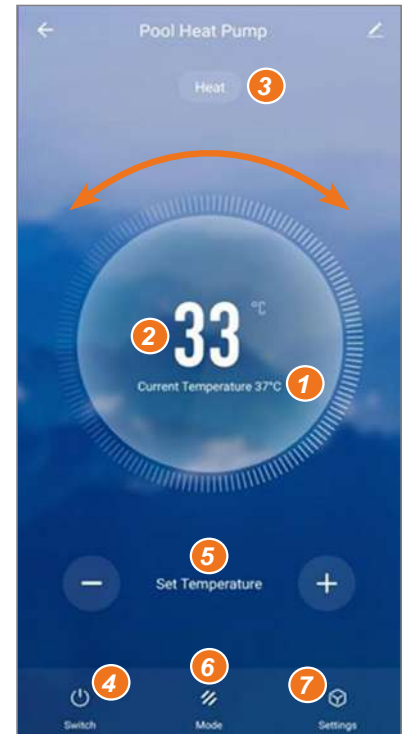 Pool Heat Pump
Heat 3
33 °C
2
Current Temperature 37°C 1
5
Set Temperature
4 6 7
Switch Mode Settings